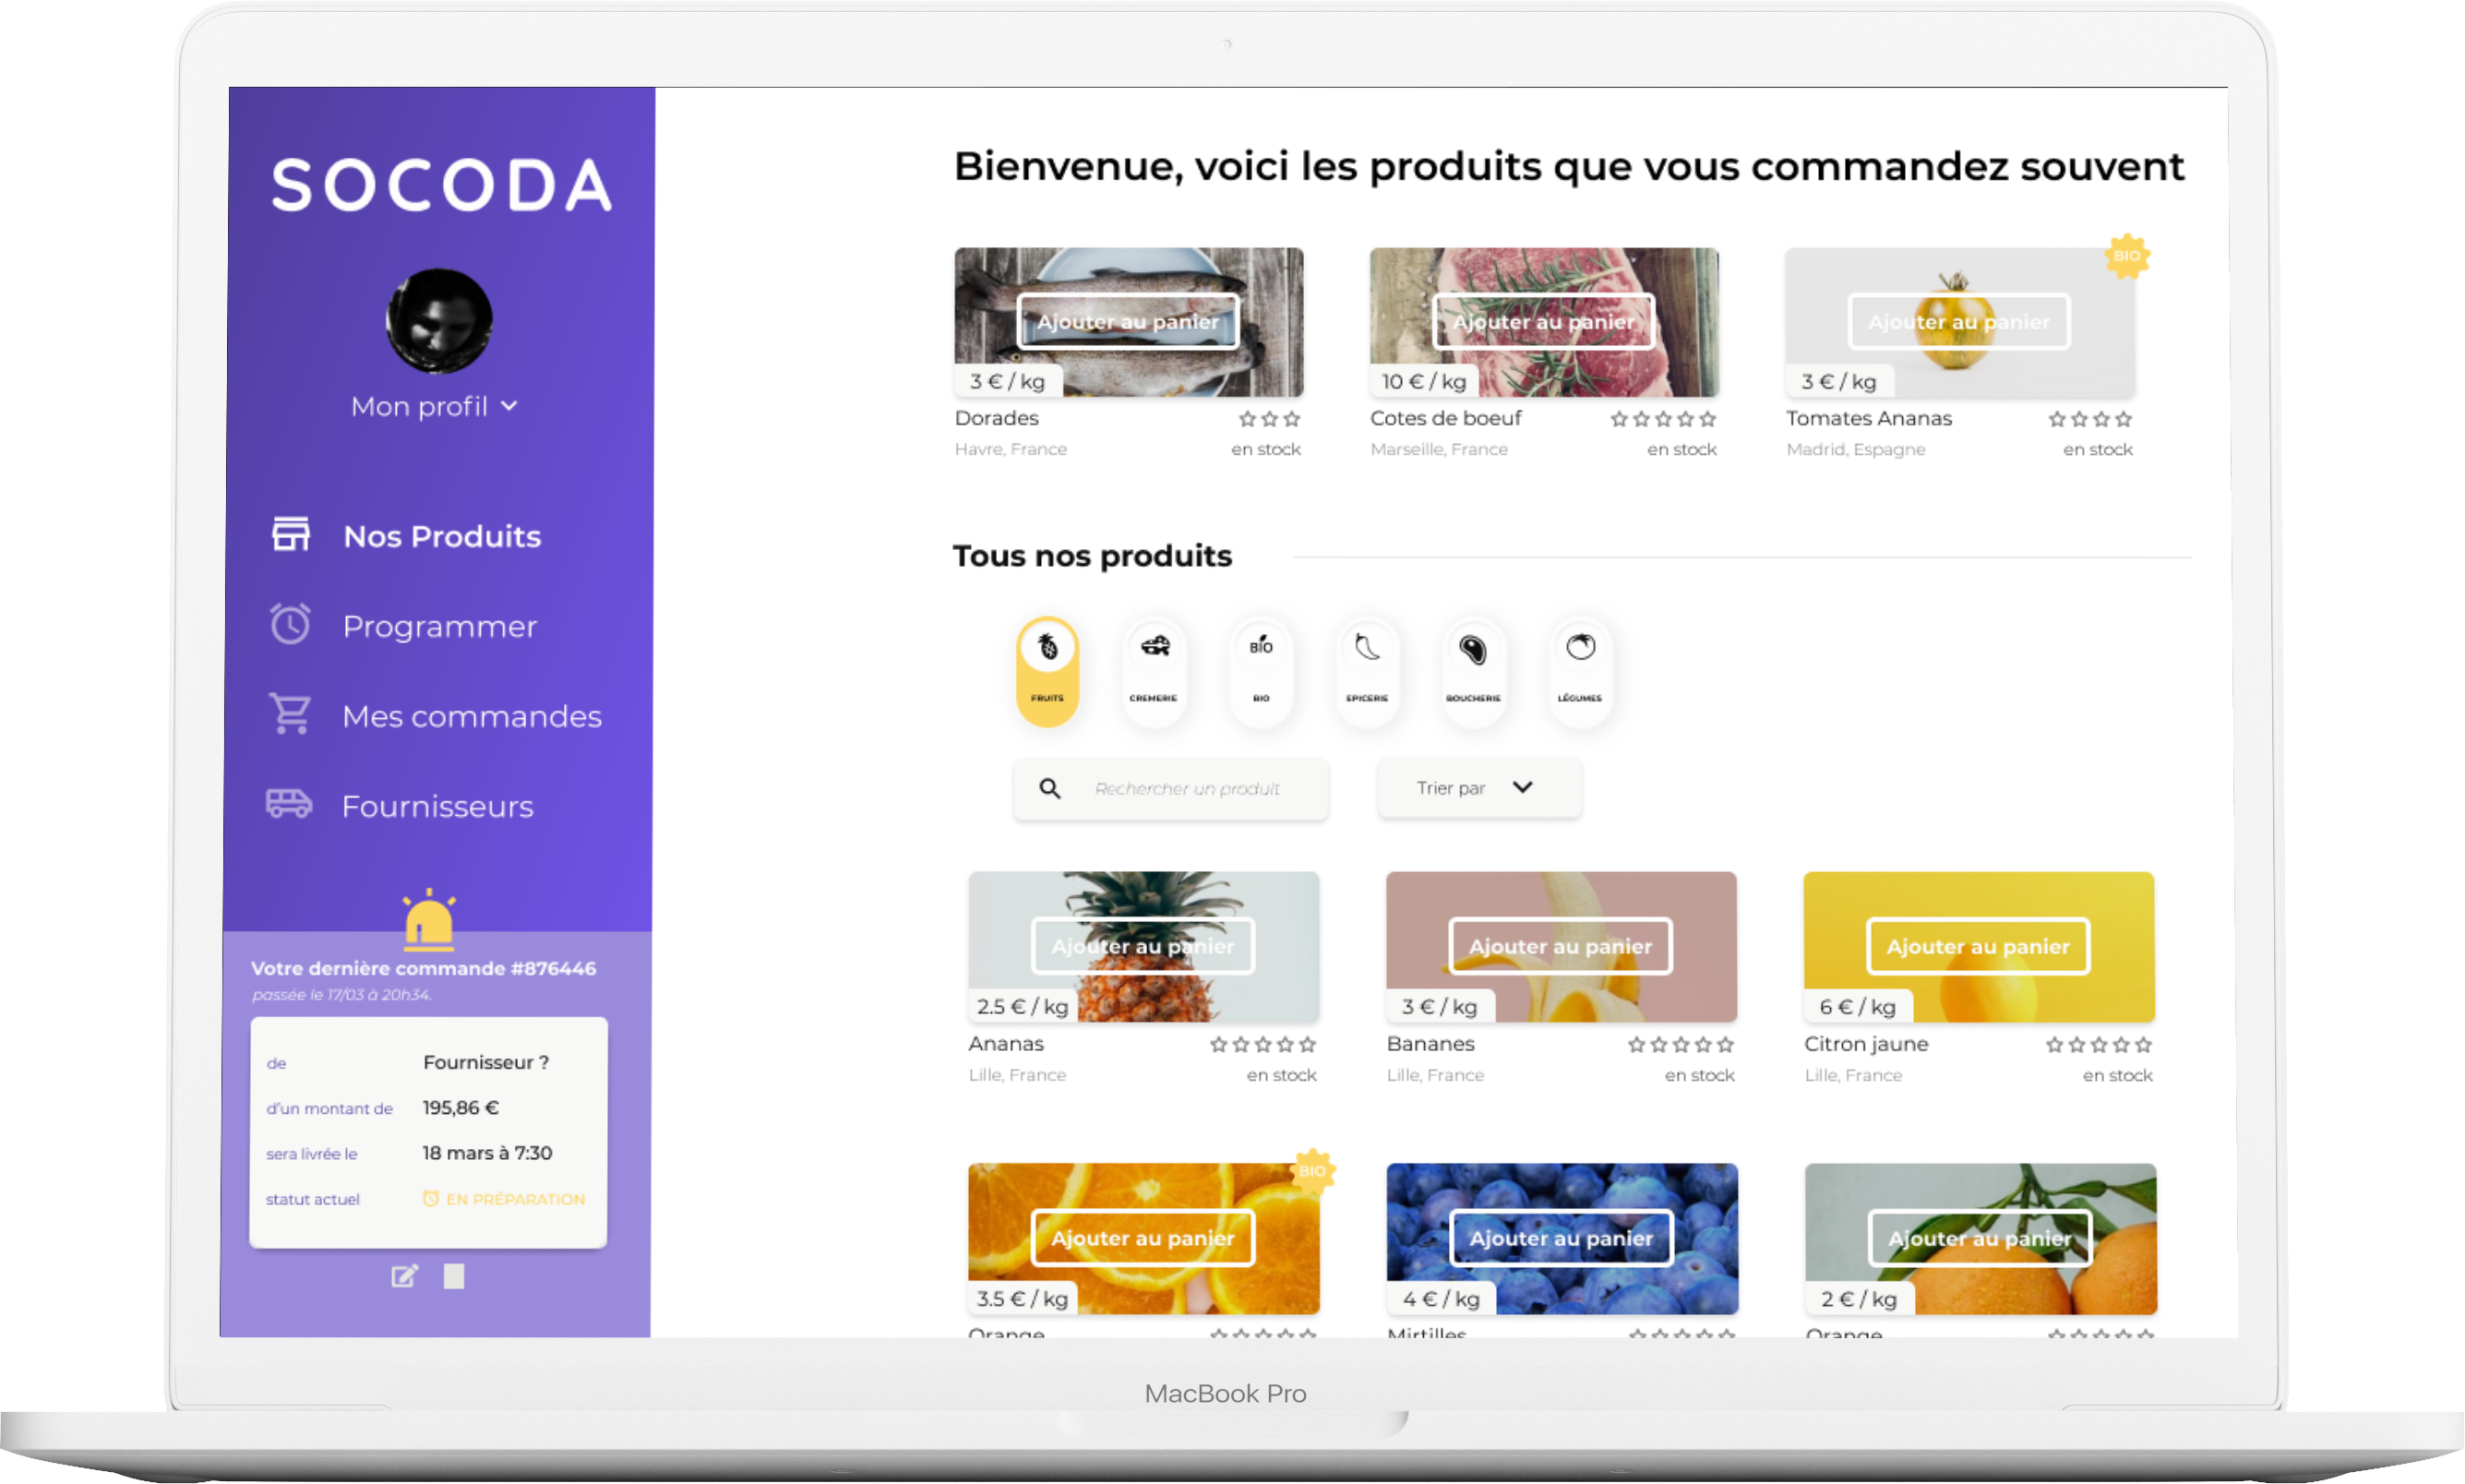 SOCODA
Mon profil
Nos Produits
Programmer
Mes commandes
Fournisseurs
Votre dernière commande #876446
passée le 17/03 à 20h34.
de Fournisseur ?
d'un montant de 195,86 €
sera livrée le 18 mars à 7:30
statut actuel EN PRÉPARATION
Bienvenue, voici les produits que vous commandez souvent
BIO
Ajouter au panier Ajouter au panier Ajouter au panier
3 € / kg 10 € / kg 3 € / kg
Dorades Cotes de boeuf Tomates Ananas
Havre, France en stock Marseille, France en stock Madrid, Espagne en stock
Tous nos produits
BIO
FRUITS CREMERIE BIO EPICERIE BOUCHERIE LÉGUMES
Rechercher un produit Trier par
Ajouter au panier Ajouter au panier Ajouter au panier
2.5 € / kg 3 € / kg 6 € / kg
Ananas Bananes Citron jaune
Lille, France en stock Lille, France en stock Lille, France en stock
BIO
Ajouter au panier Ajouter au panier Ajouter au panier
3.5 € / kg 4 € / kg 2 € / kg
Orange Mirtilles Orange
MacBook Pro